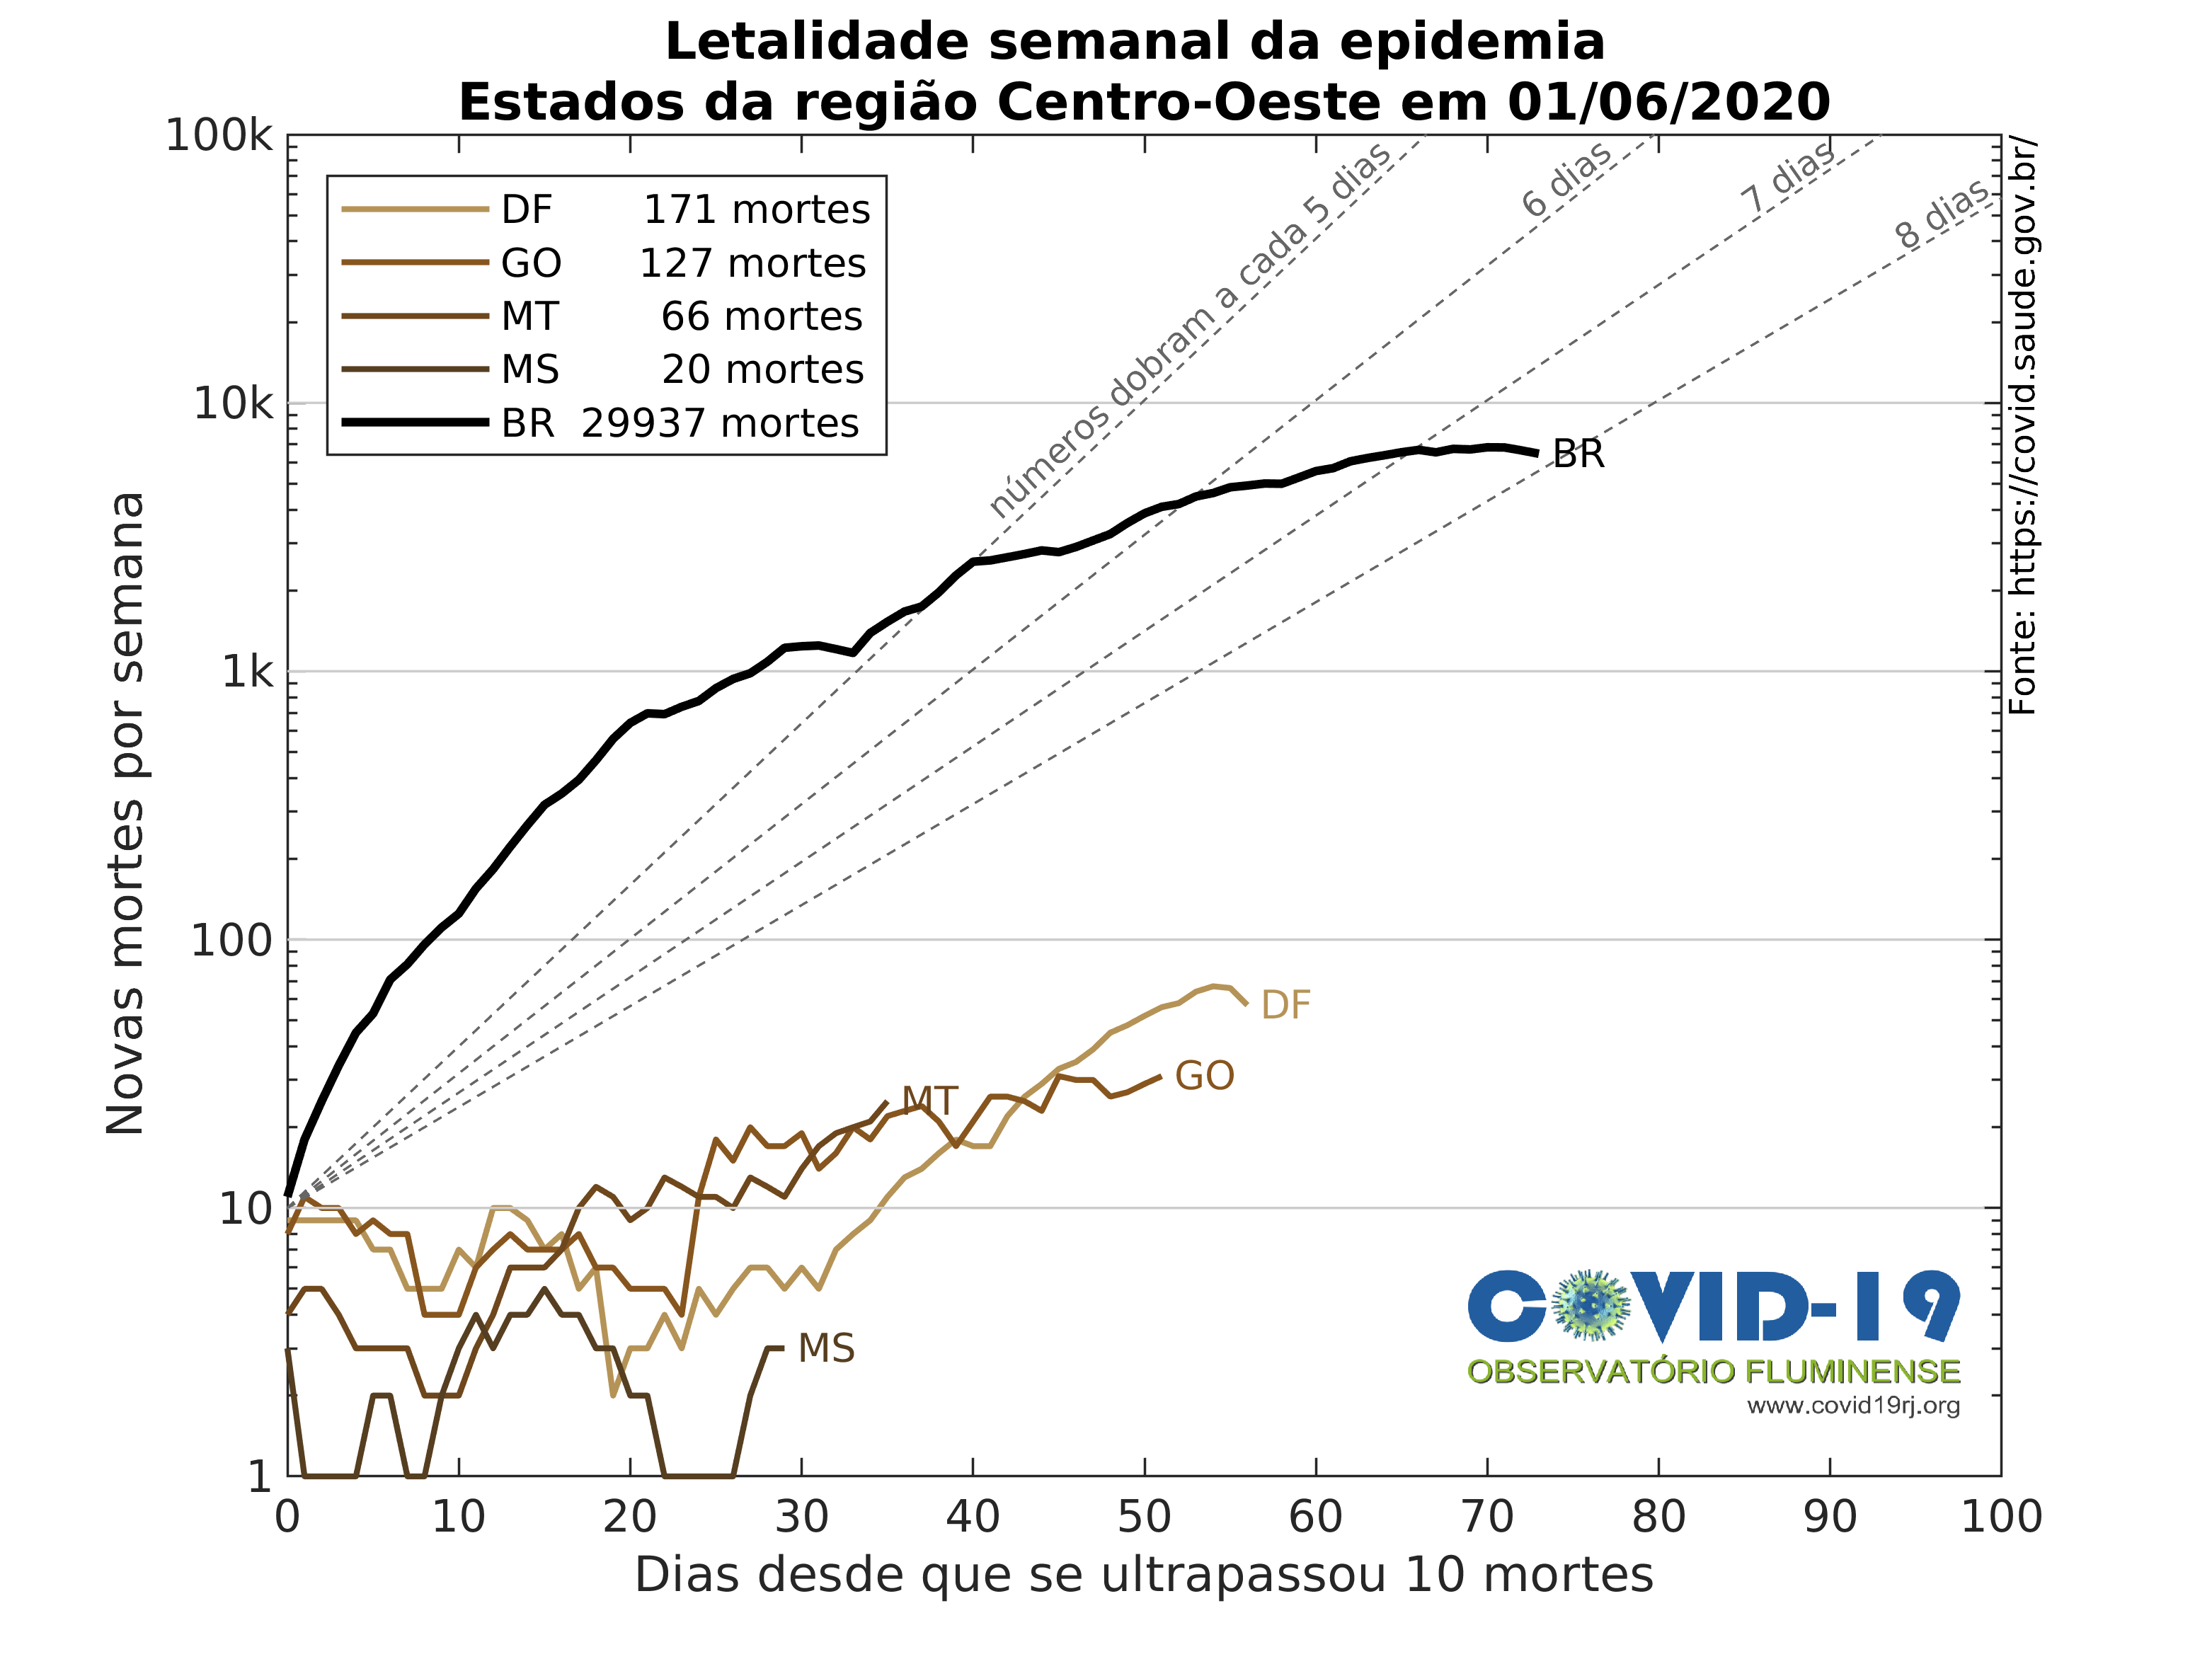 Letalidade semanal da epidemia
Estados da região Centro-Oeste em 01/06/2020
100k
10k
1k
100
10
1
Novas mortes por semana
DF 171 mortes
GO 127 mortes
MT 66 mortes
MS 20 mortes
BR 29937 mortes
números dobram a cada 5 dias
6 dias
7 dias
8 dias
BR
DF
GO
MT
MS
Fonte: https://covid.saude.gov.br/
COVID-19
OBSERVATÓRIO FLUMINENSE
www.covid19rj.org
0 10 20 30 40 50 60 70 80 90 100
Dias desde que se ultrapassou 10 mortes